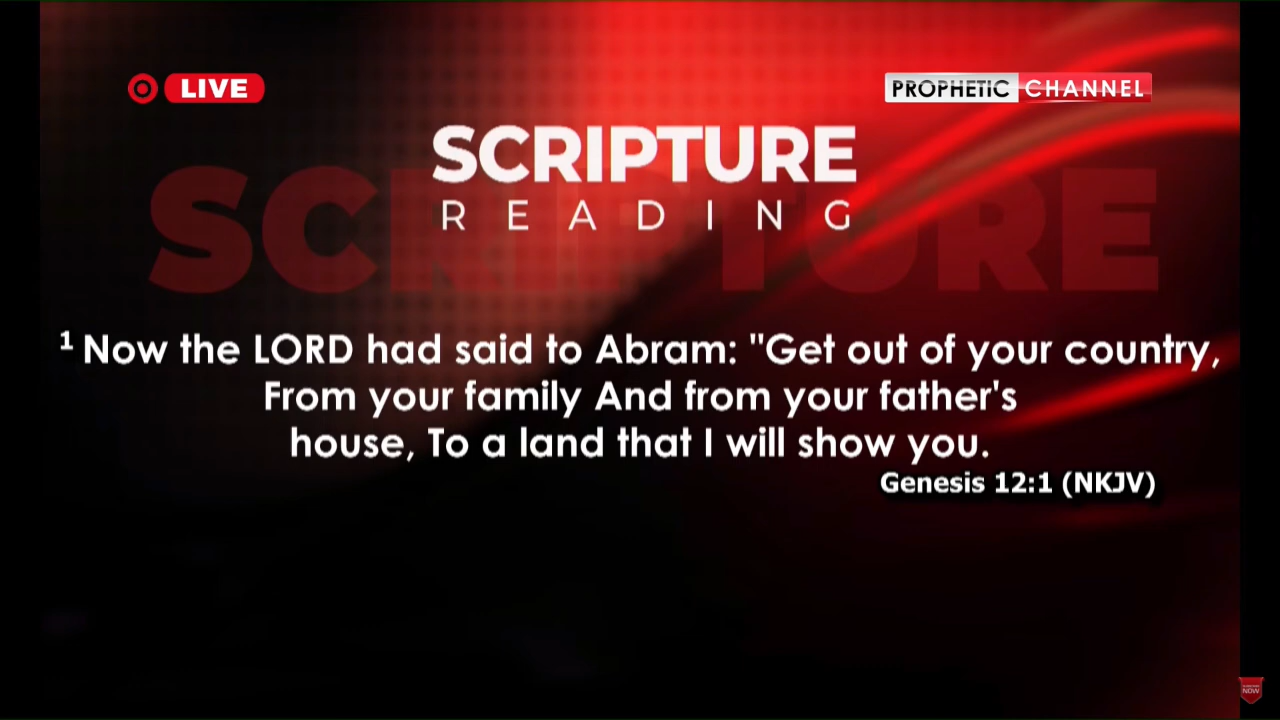 LIVE
PROPHETIC CHANNEL
SCRIPTURE
READING
SCRIPTURE
1 Now the LORD had said to Abram: "Get out of your country,
From your family And from your father's
house, To a land that I will show you.
Genesis 12:1 (NKJV)
NOW